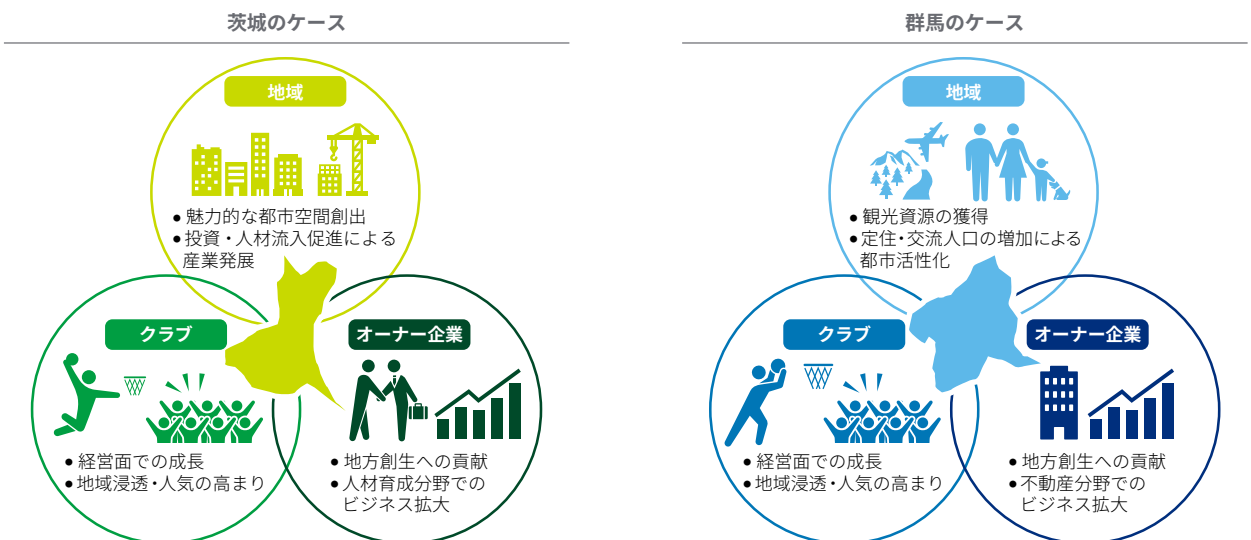 茨城のケース
地域
● 魅力的な都市空間創出
● 投資・人材流入促進による
産業発展
クラブ
● 経営面での成長
● 地域浸透・人気の高まり
オーナー企業
● 地方創生への貢献
● 人材育成分野での
ビジネス拡大
群馬のケース
地域
● 観光資源の獲得
● 定住・交流人口の増加による
都市活性化
クラブ
● 経営面での成長
● 地域浸透・人気の高まり
オーナー企業
● 地方創生への貢献
● 不動産分野での
ビジネス拡大